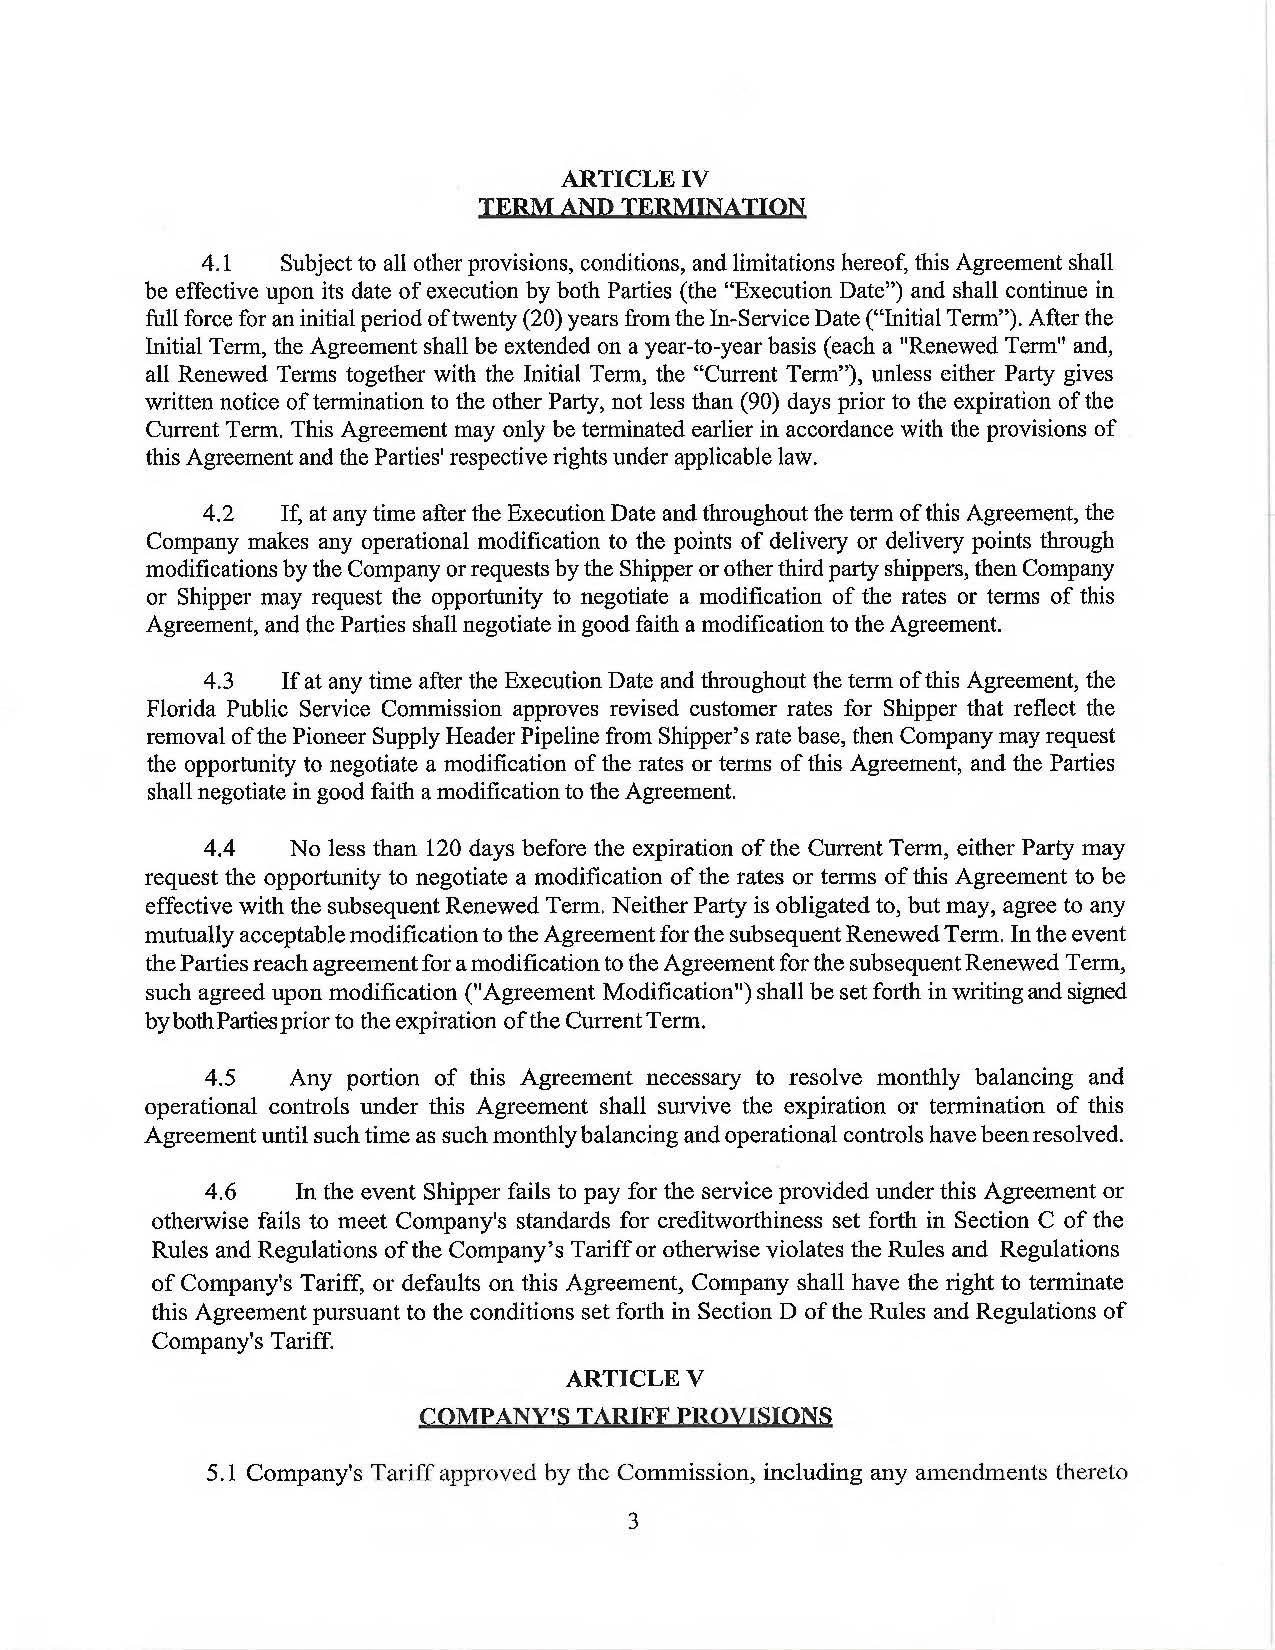 ARTICLE IV
TERM AND TERMINATION
4.1 Subject to all other provisions, conditions, and limitations hereof, this Agreement shall
be effective upon its date of execution by both Parties (the “Execution Date”) and shall continue in
full force for an initial period of twenty (20) years from the In-Service Date (“Initial Term”). After the
Initial Term, the Agreement shall be extended on a year-to-year basis (each a "Renewed Term" and,
all Renewed Terms together with the Initial Term, the “Current Term”), unless either Party gives
written notice of termination to the other Party, not less than (90) days prior to the expiration of the
Current Term. This Agreement may only be terminated earlier in accordance with the provisions of
this Agreement and the Parties' respective rights under applicable law.
4.2 If, at any time after the Execution Date and throughout the term of this Agreement, the
Company makes any operational modification to the points of delivery or delivery points through
modifications by the Company or requests by the Shipper or other third party shippers, then Company
or Shipper may request the opportunity to negotiate a modification of the rates or terms of this
Agreement, and the Parties shall negotiate in good faith a modification to the Agreement.
4.3 If at any time after the Execution Date and throughout the term of this Agreement, the
Florida Public Service Commission approves revised customer rates for Shipper that reflect the
removal of the Pioneer Supply Header Pipeline from Shipper’s rate base, then Company may request
the opportunity to negotiate a modification of the rates or terms of this Agreement, and the Parties
shall negotiate in good faith a modification to the Agreement.
4.4 No less than 120 days before the expiration of the Current Term, either Party may
request the opportunity to negotiate a modification of the rates or terms of this Agreement to be
effective with the subsequent Renewed Term. Neither Party is obligated to, but may, agree to any
mutually acceptable modification to the Agreement for the subsequent Renewed Term. In the event
the Parties reach agreement for a modification to the Agreement for the subsequent Renewed Term,
such agreed upon modification ("Agreement Modification") shall be set forth in writing and signed
by both Parties prior to the expiration of the Current Term.
4.5 Any portion of this Agreement necessary to resolve monthly balancing and
operational controls under this Agreement shall survive the expiration or termination of this
Agreement until such time as such monthly balancing and operational controls have been resolved.
4.6 In the event Shipper fails to pay for the service provided under this Agreement or
otherwise fails to meet Company's standards for creditworthiness set forth in Section C of the
Rules and Regulations of the Company’s Tariff or otherwise violates the Rules and Regulations
of Company's Tariff, or defaults on this Agreement, Company shall have the right to terminate
this Agreement pursuant to the conditions set forth in Section D of the Rules and Regulations of
Company's Tariff.
ARTICLE V
COMPANY'S TARIFF PROVISIONS
5.1 Company's Tariff approved by the Commission, including any amendments thereto
3